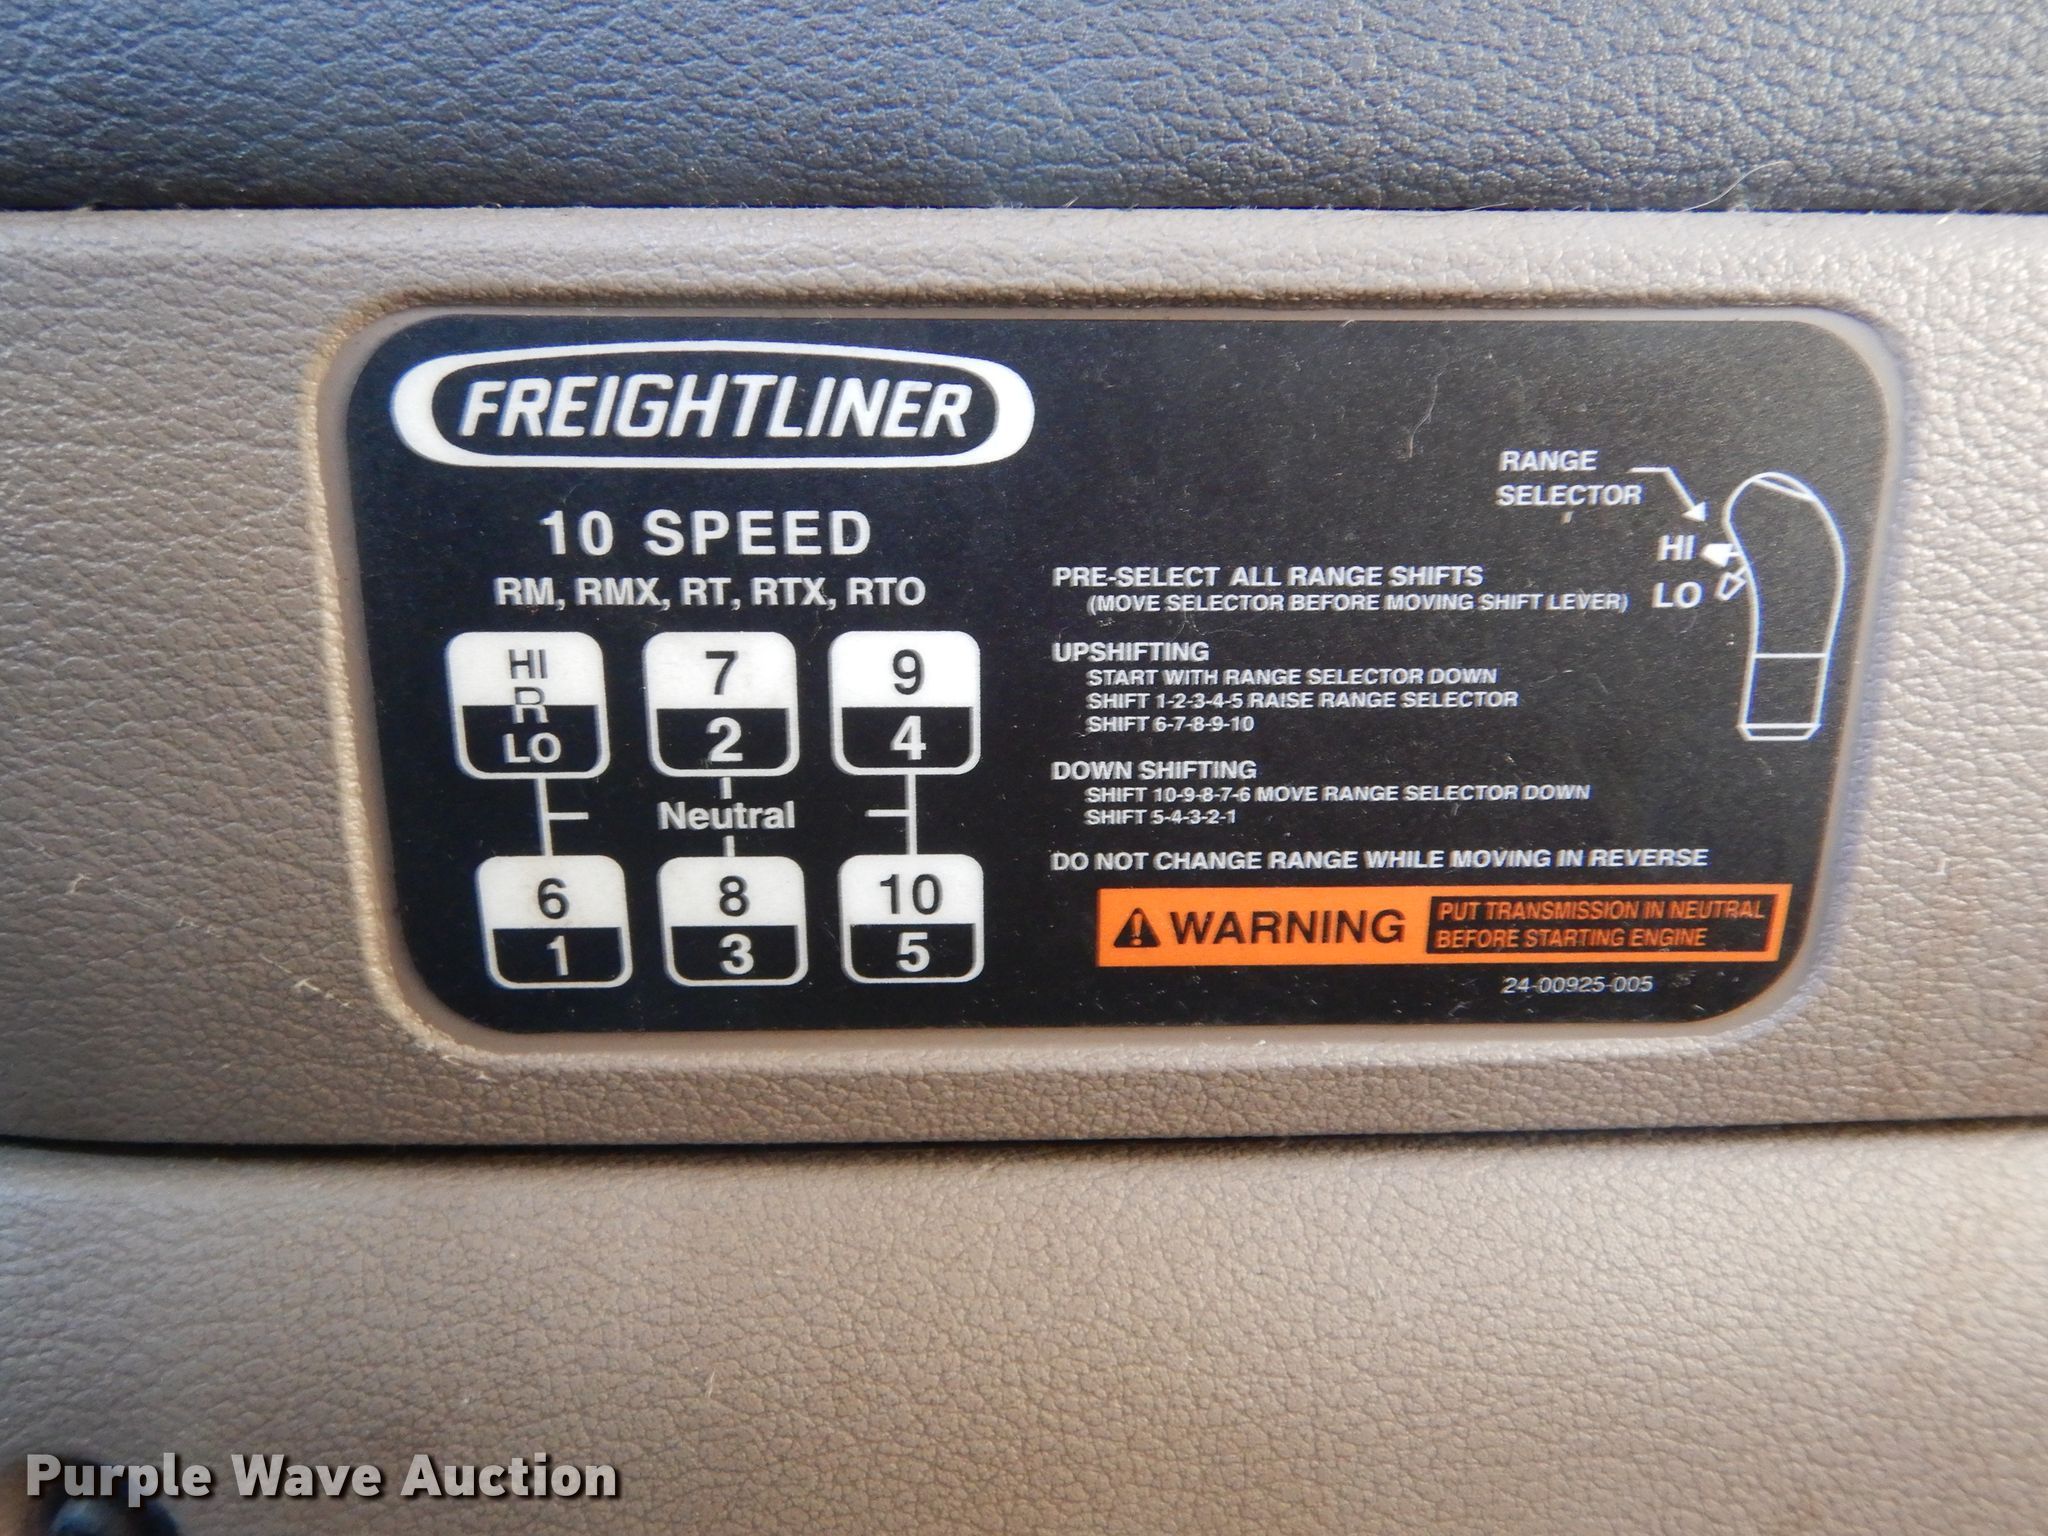 FREIGHTLINER
10 SPEED
RM, RMX, RT, RTX, RTO
HI
R
LO
7
2
9
4
Neutral
6
1
8
3
10
5
RANGE
SELECTOR
HI
LO
PRE-SELECT ALL RANGE SHIFTS
(MOVE SELECTOR BEFORE MOVING SHIFT LEVER)
UPSHIFTING
START WITH RANGE SELECTOR DOWN
SHIFT 1-2-3-4-5 RAISE RANGE SELECTOR
SHIFT 6-7-8-9-10
DOWN SHIFTING
SHIFT 10-9-8-7-6 MOVE RANGE SELECTOR DOWN
SHIFT 5-4-3-2-1
DO NOT CHANGE RANGE WHILE MOVING IN REVERSE
WARNING
PUT TRANSMISSION IN NEUTRAL
BEFORE STARTING ENGINE
24-00925-005
Purple Wave Auction